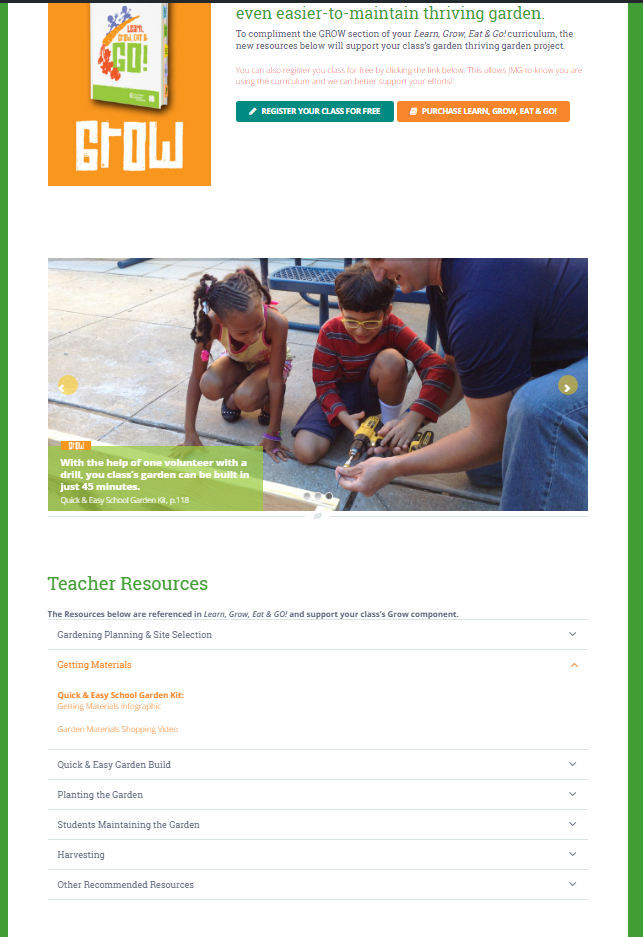 even easier-to-maintain thriving garden.
LEARN,
GROW, EAT &
GO!
To compliment the GROW section of your Learn, Grow, Eat & Go! curriculum, the
new resources below will support your class's garden thriving garden project.
You can also register you class for free by clicking the link below. This allows JMG to know you are
using the curriculum and we can better support your efforts!
REGISTER YOUR CLASS FOR FREE
PURCHASE LEARN, GROW, EAT & GO!
GROW
GROW
With the help of one volunteer with a
drill, you class's garden can be built in
just 45 minutes.
Quick & Easy School Garden Kit, p.118
Teacher Resources
The Resources below are referenced in Learn, Grow, Eat & GO! and support your class's Grow component.
Gardening Planning & Site Selection
Getting Materials
Quick & Easy School Garden Kit:
Getting Materials Infographic
Garden Materials Shopping Video
Quick & Easy Garden Build
Planting the Garden
Students Maintaining the Garden
Harvesting
Other Recommended Resources